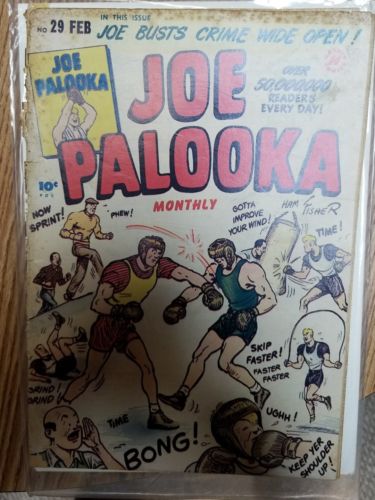 IN THIS ISSUE
NO 29 FEB JOE BUSTS CRIME WIDE OPEN!
JOE
PALOOKA
10¢
JOE
PALOOKA
MONTHLY
OVER
50,000,000
READERS
EVERY DAY!
HAM FISHER
NOW
SPRINT!
PHEW!
GOTTA
IMPROVE
YOUR WIND!
TIME!
SKIP
FASTER!
FASTER
FASTER
GRIND!
GRIND!
TIME
BONG!
UGHH!
KEEP YER
SHOULDER
UP!